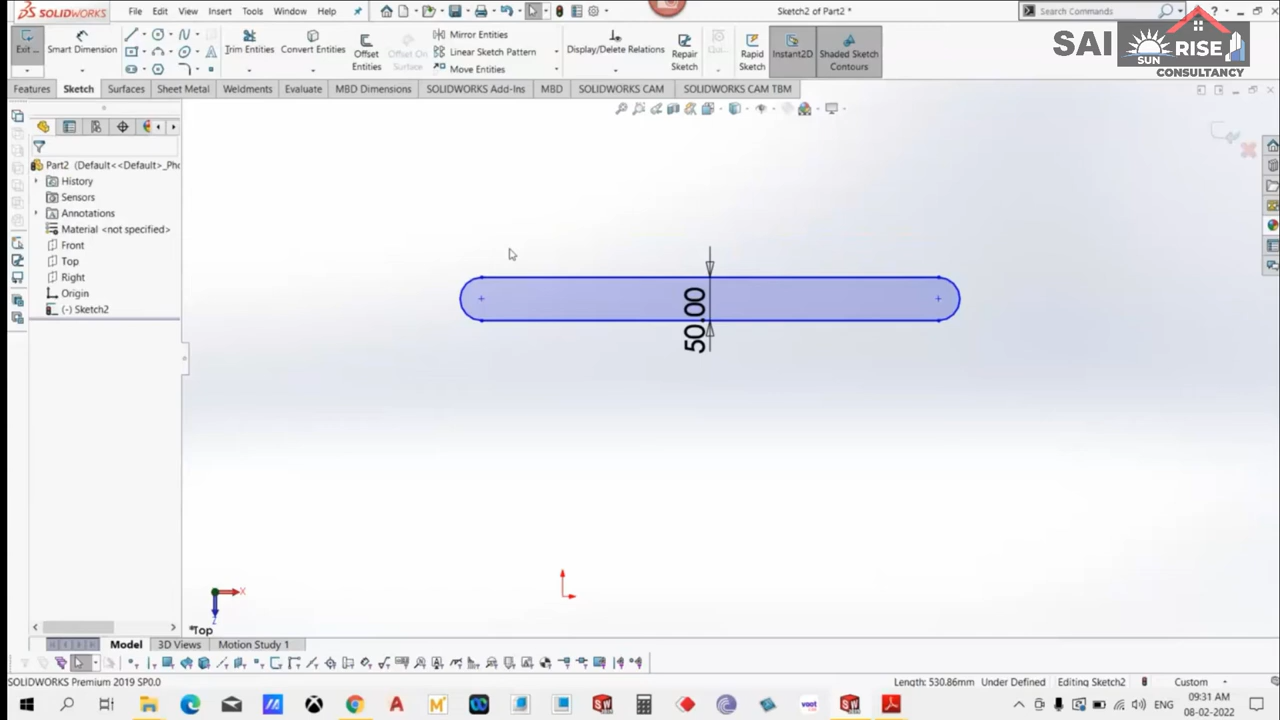 SOLIDWORKS File Edit View Insert Tools Window Help Sketch2 of Part2 * Search Commands ?
Exit ... Smart Dimension Trim Entities Convert Entities Offset Entities Offset On Surface Mirror Entities Linear Sketch Pattern Move Entities Display/Delete Relations Repair Sketch Quic... Rapid Sketch Instant2D Shaded Sketch Contours
SAI SUN RISE CONSULTANCY
Features Sketch Surfaces Sheet Metal Weldments Evaluate MBD Dimensions SOLIDWORKS Add-Ins MBD SOLIDWORKS CAM SOLIDWORKS CAM TBM
Part2 (Default<<Default>_Pho
History
Sensors
Annotations
Material <not specified>
Front
Top
Right
Origin
(-) Sketch2
50.00
X
Z
*Top
Model 3D Views Motion Study 1
SOLIDWORKS Premium 2019 SP0.0 Length: 530.86mm Under Defined Editing Sketch2 Custom
ENG 09:31 AM
08-02-2022